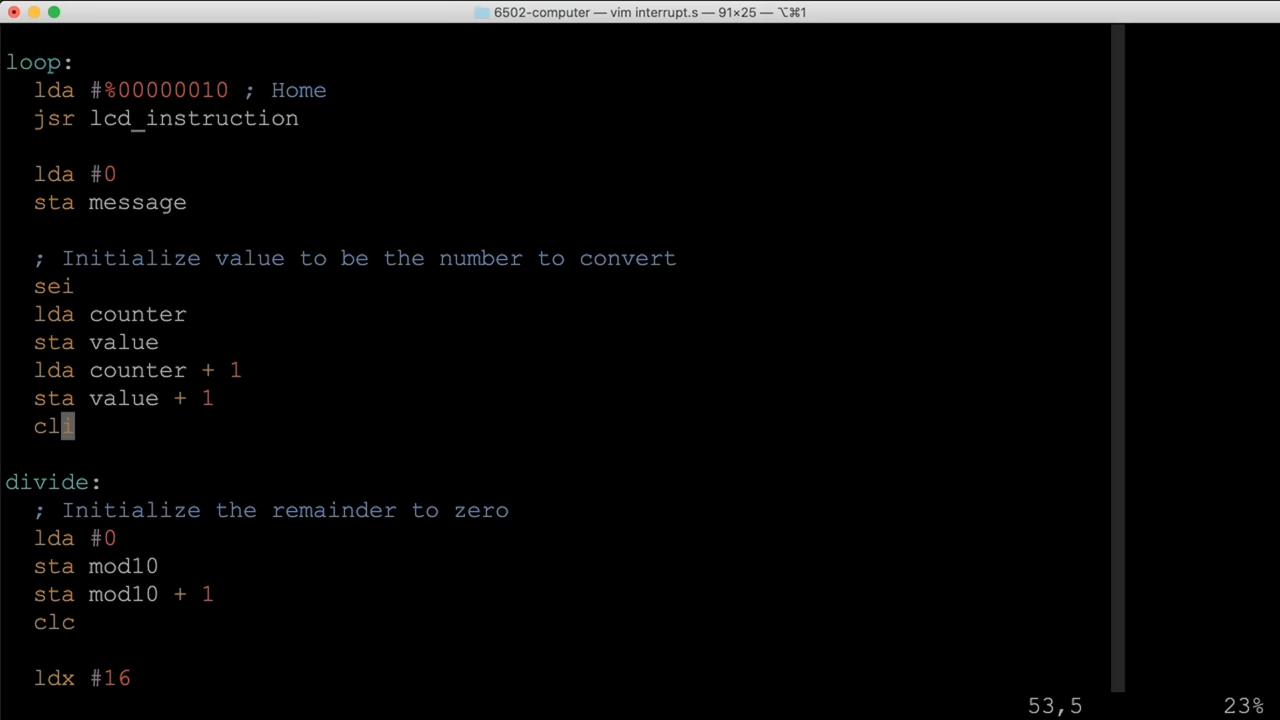 6502-computer — vim interrupt.s — 91×25 — ⌥⌘1
loop:
lda #%00000010 ; Home
jsr lcd_instruction
lda #0
sta message
; Initialize value to be the number to convert
sei
lda counter
sta value
lda counter + 1
sta value + 1
cli
divide:
; Initialize the remainder to zero
lda #0
sta mod10
sta mod10 + 1
clc
ldx #16
53,5 23%